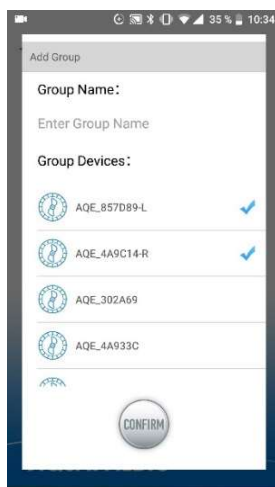 35 % 10:34
Add Group
Group Name:
Enter Group Name
Group Devices:
AQE_857D89-L
AQE_4A9C14-R
AQE_302A69
AQE_4A933C
CONFIRM